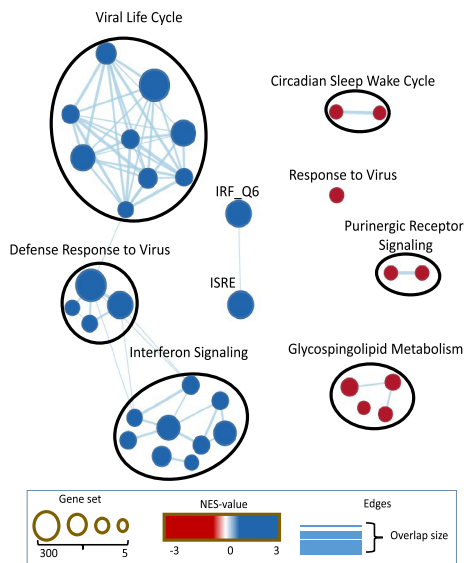 Viral Life Cycle
Circadian Sleep Wake Cycle
Response to Virus
IRF_Q6
Purinergic Receptor
Signaling
Defense Response to Virus
ISRE
Interferon Signaling
Glycospingolipid Metabolism
Gene set
NES-value
Edges
Overlap size
300
5
-3
0
3